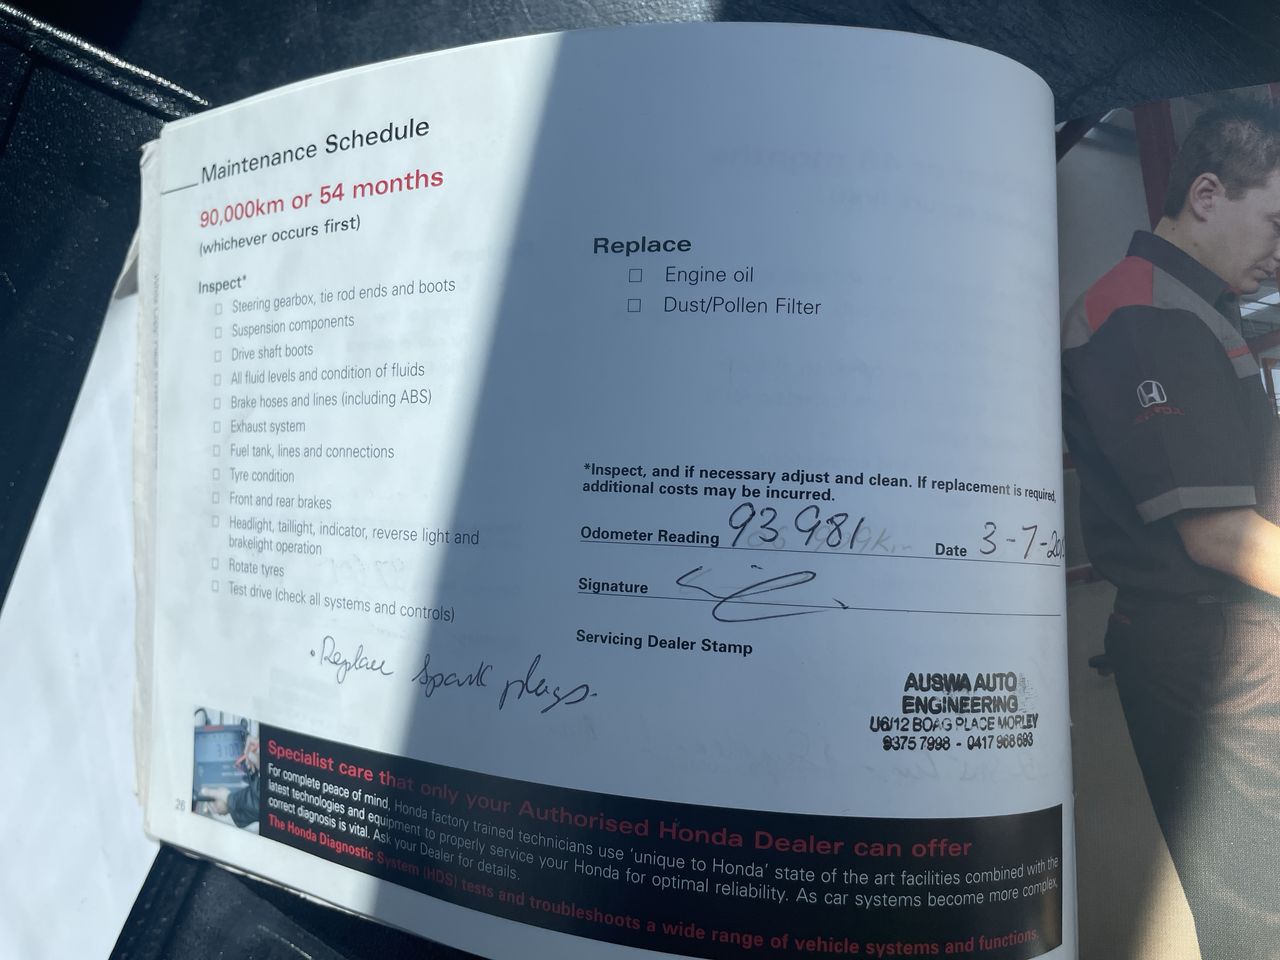 Maintenance Schedule
90,000km or 54 months
(whichever occurs first)
Inspect*
Steering gearbox, tie rod ends and boots
Suspension components
Drive shaft boots
All fluid levels and condition of fluids
Brake hoses and lines (including ABS)
Exhaust system
Fuel tank, lines and connections
Tyre condition
Front and rear brakes
Headlight, taillight, indicator, reverse light and
brakelight operation
Rotate tyres
Test drive (check all systems and controls)
• Replace spark plugs.
Replace
Engine oil
Dust/Pollen Filter
*Inspect, and if necessary adjust and clean. If replacement is required,
additional costs may be incurred.
Odometer Reading 93 981 Date 3-7-20
Signature
Servicing Dealer Stamp
AUSWA AUTO
ENGINEERING
U6/12 BOAG PLACE MORLEY
9375 7998 - 0417 968 693
Specialist care that only your Authorised Honda Dealer can offer
For complete peace of mind, Honda factory trained technicians use 'unique to Honda' state of the art facilities combined with the
latest technologies and equipment to properly service your Honda for optimal reliability. As car systems become more complex,
correct diagnosis is vital. Ask your Dealer for details.
The Honda Diagnostic System (HDS) tests and troubleshoots a wide range of vehicle systems and functions.
26